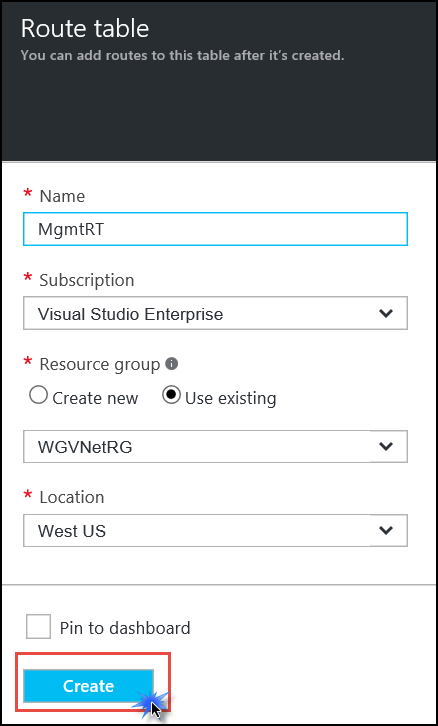 Route table
You can add routes to this table after it's created.
* Name
MgmtRT
* Subscription
Visual Studio Enterprise
* Resource group
Create new Use existing
WGVNetRG
* Location
West US
Pin to dashboard
Create